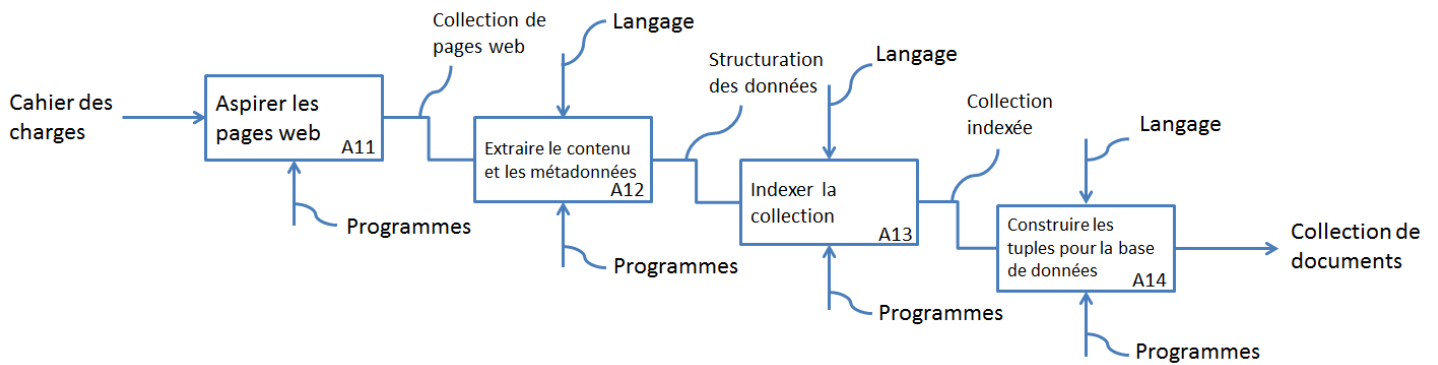 Cahier des
charges
Aspirer les
pages web
A11
Programmes
Collection de
pages web
Langage
Extraire le contenu
et les métadonnées
A12
Programmes
Structuration
des données
Langage
Indexer la
collection
A13
Programmes
Collection
indexée
Langage
Construire les
tuples pour la base
de données
A14
Programmes
Collection de
documents